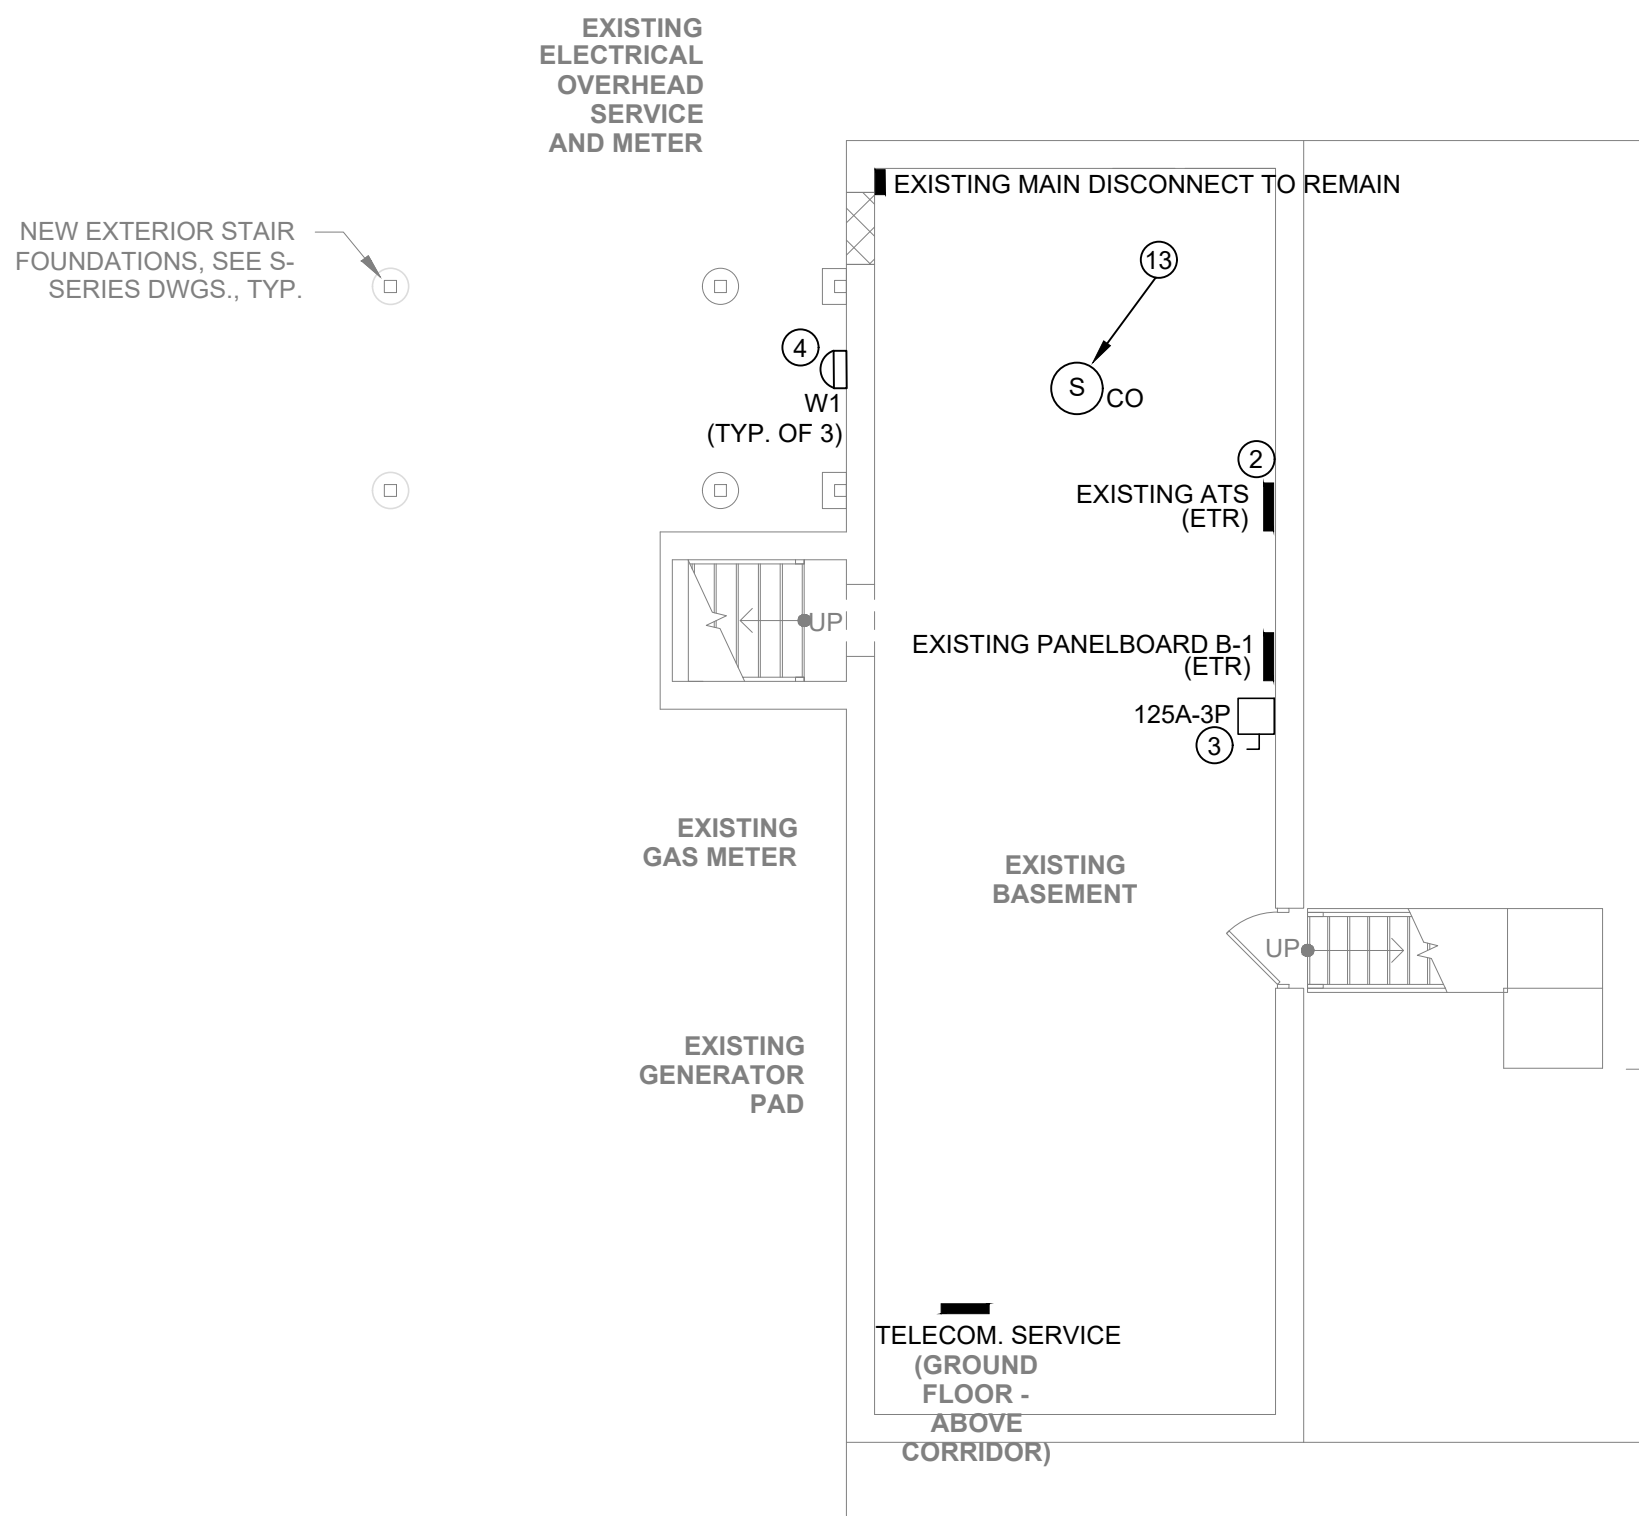 EXISTING
ELECTRICAL
OVERHEAD
SERVICE
AND METER
EXISTING MAIN DISCONNECT TO REMAIN
NEW EXTERIOR STAIR
FOUNDATIONS, SEE S-
SERIES DWGS., TYP.
13
4
S
CO
W1
(TYP. OF 3)
2
EXISTING ATS
(ETR)
UP
EXISTING PANELBOARD B-1
(ETR)
125A-3P
3
EXISTING
GAS METER
EXISTING
BASEMENT
UP
EXISTING
GENERATOR
PAD
TELECOM. SERVICE
(GROUND
FLOOR -
ABOVE
CORRIDOR)